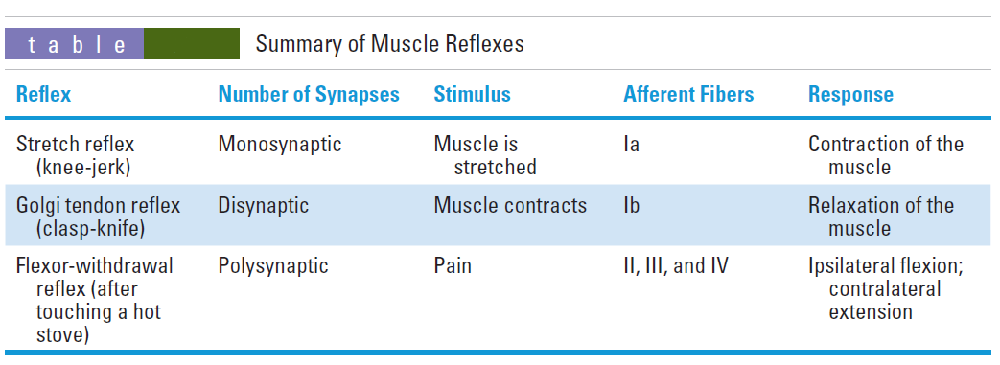 table Summary of Muscle Reflexes
Reflex Number of Synapses Stimulus Afferent Fibers Response
Stretch reflex Monosynaptic Muscle is Ia Contraction of the
(knee-jerk) stretched muscle
Golgi tendon reflex Disynaptic Muscle contracts Ib Relaxation of the
(clasp-knife) muscle
Flexor-withdrawal Polysynaptic Pain II, III, and IV Ipsilateral flexion;
reflex (after contralateral
touching a hot extension
stove)